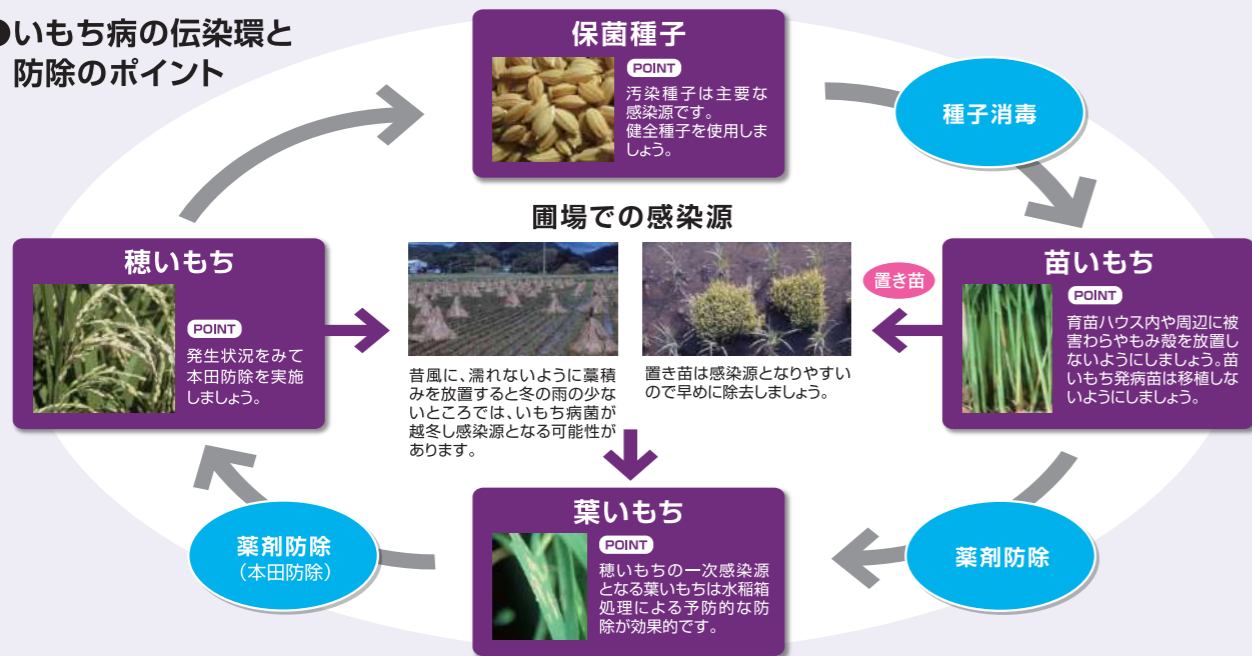 ●いもち病の伝染環と
防除のポイント
保菌種子
POINT
汚染種子は主要な
感染源です。
健全種子を使用しま
しょう。
種子消毒
苗いもち
POINT
育苗ハウス内や周辺に被
害わらやもみ殻を放置し
ないようにしましょう。苗
いもち発病苗は移植しな
いようにしましょう。
置き苗
圃場での感染源
昔風に、濡れないように藁積
みを放置すると冬の雨の少な
いところでは、いもち病菌が
越冬し感染源となる可能性が
あります。
置き苗は感染源となりやすい
ので早めに除去しましょう。
穂いもち
POINT
発生状況をみて
本田防除を実施
しましょう。
葉いもち
POINT
穂いもちの一次感染源
となる葉いもちは水稲箱
処理による予防的な防
除が効果的です。
薬剤防除
薬剤防除
（本田防除）